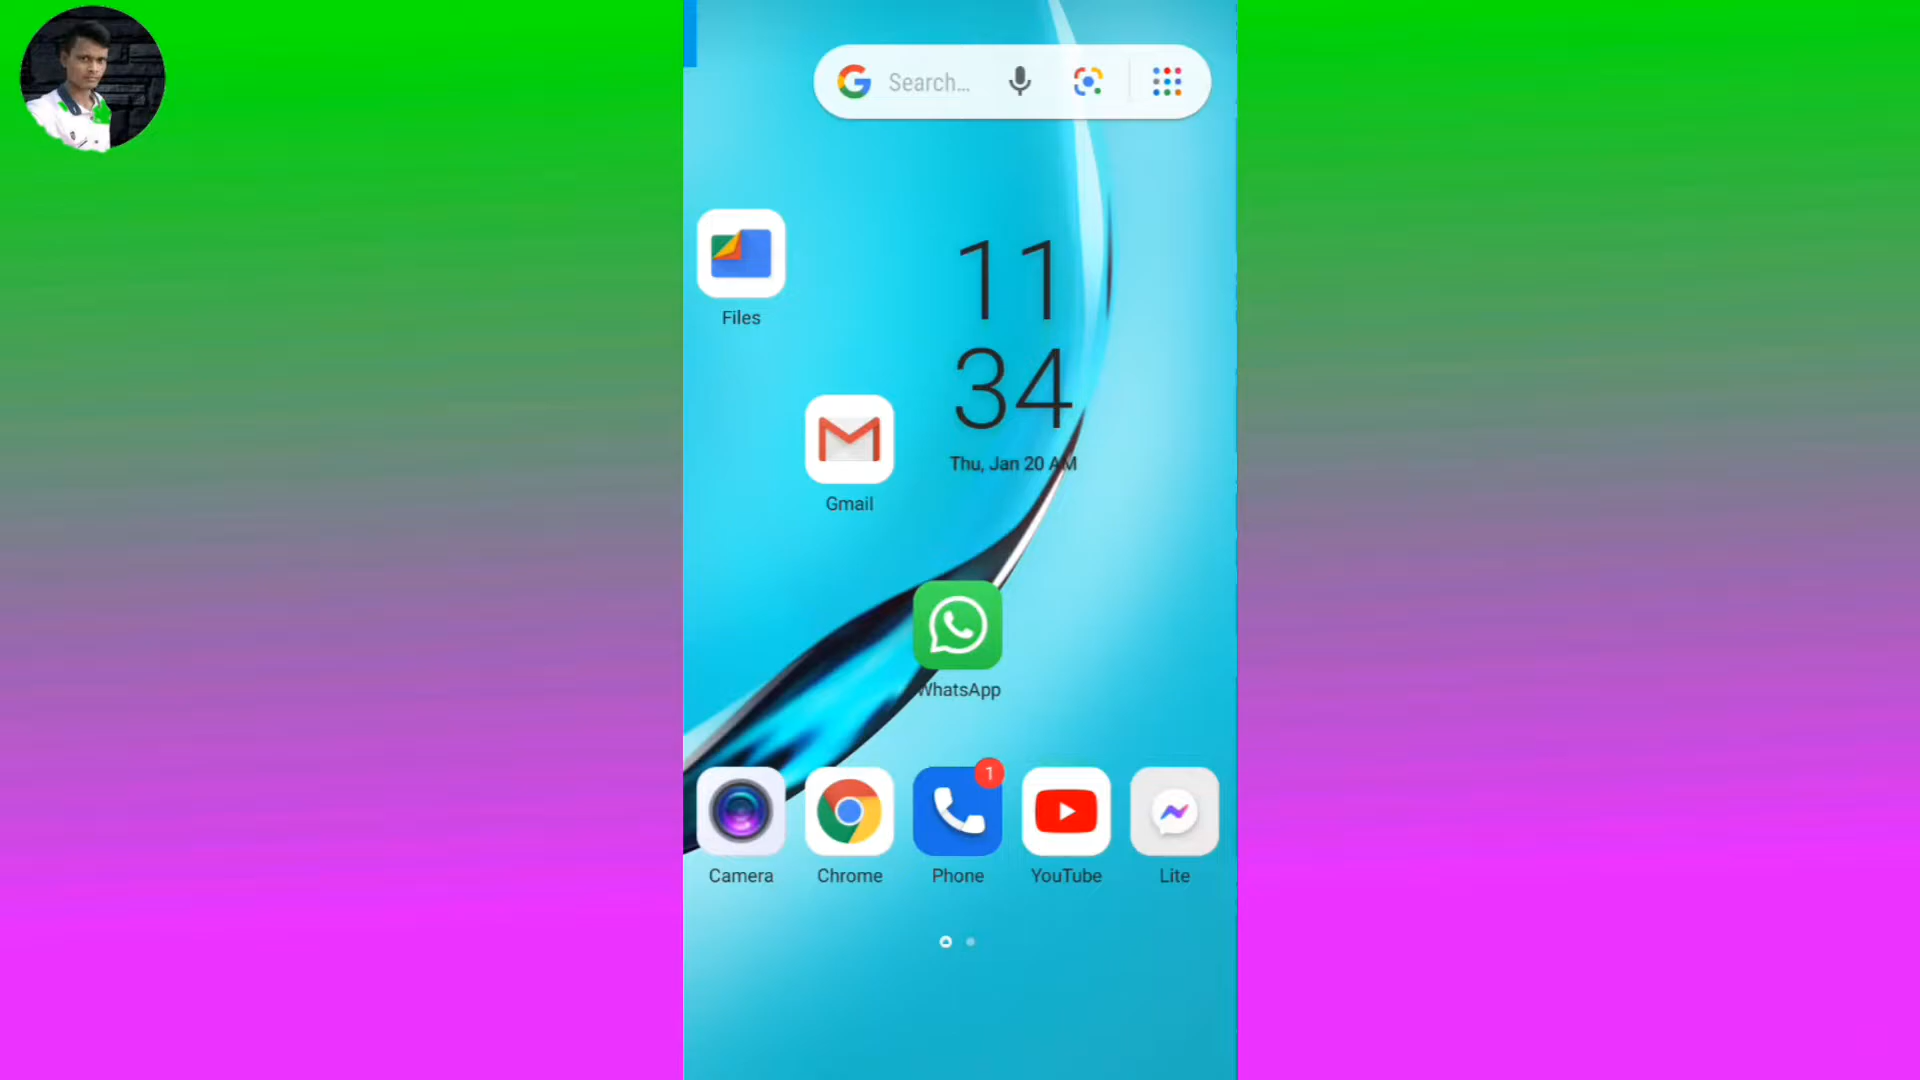 Search...
Files
11
34
Thu, Jan 20 AM
Gmail
WhatsApp
1
Camera
Chrome
Phone
YouTube
Lite